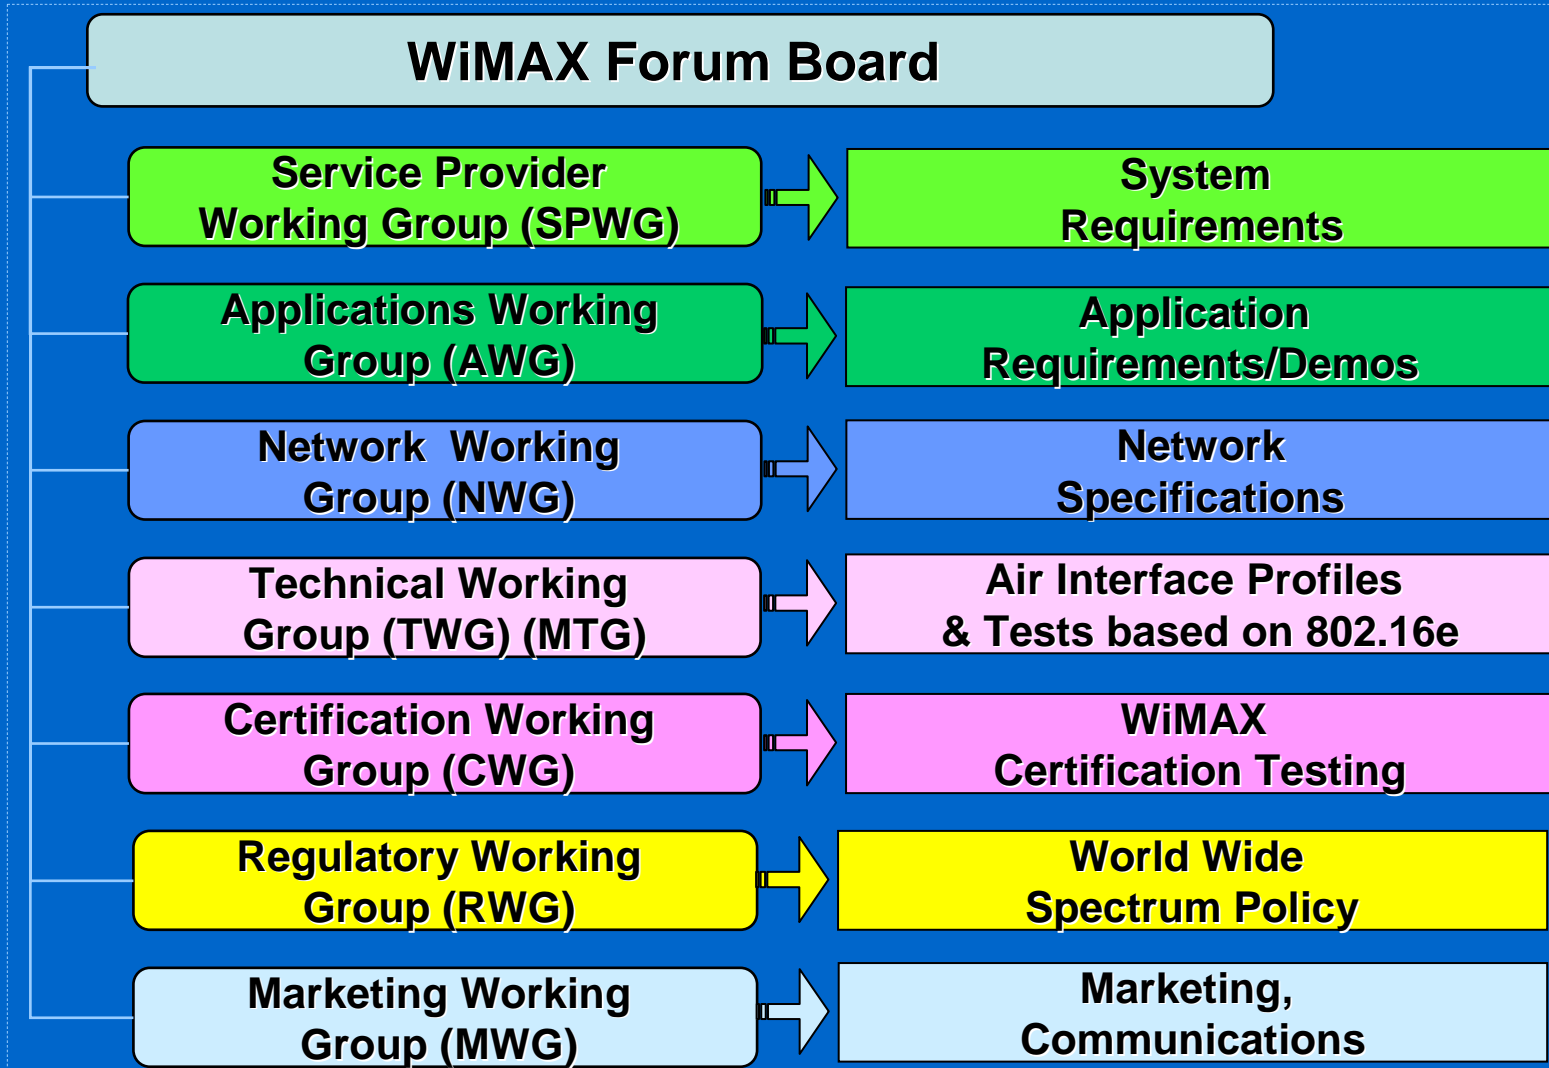 WiMAX Forum Board
Service Provider
Working Group (SPWG)
System
Requirements
Applications Working
Group (AWG)
Application
Requirements/Demos
Network  Working
Group (NWG)
Network
Specifications
Technical Working
Group (TWG) (MTG)
Air Interface Profiles
& Tests based on 802.16e
Certification Working
Group (CWG)
WiMAX
Certification Testing
Regulatory Working
Group (RWG)
World Wide
Spectrum Policy
Marketing Working
Group (MWG)
Marketing,
Communications